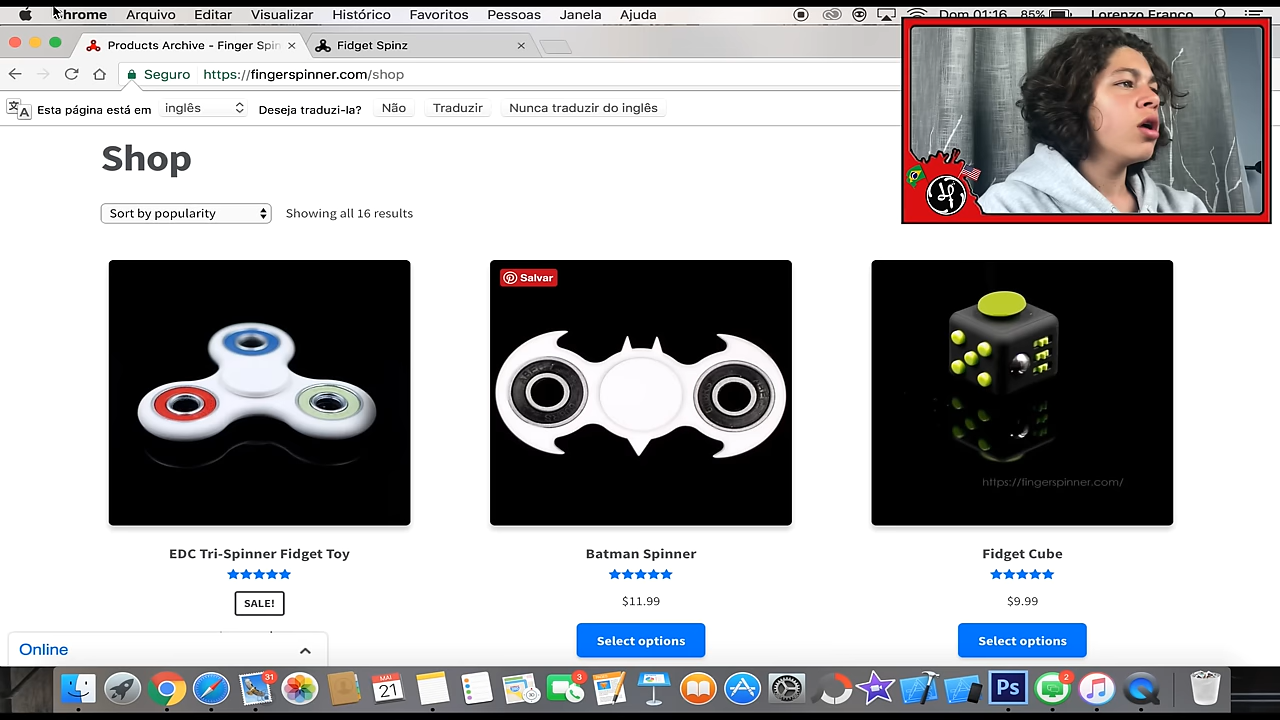 Chrome Arquivo Editar Visualizar Histórico Favoritos Pessoas Janela Ajuda Dom 01:16 85% Lorenzo Franco
Products Archive - Finger Spin Fidget Spinz
Seguro https://fingerspinner.com/shop
Esta página está em inglês Deseja traduzi-la? Não Traduzir Nunca traduzir do inglês
Shop
Sort by popularity Showing all 16 results
Salvar
https://fingerspinner.com/
EDC Tri-Spinner Fidget Toy Batman Spinner Fidget Cube
SALE! $11.99 $9.99
Select options Select options
Online
31 MAI 21 3 Ps 2